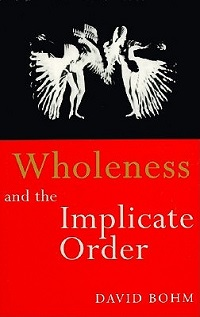 Wholeness
and the
Implicate
Order
DAVID BOHM